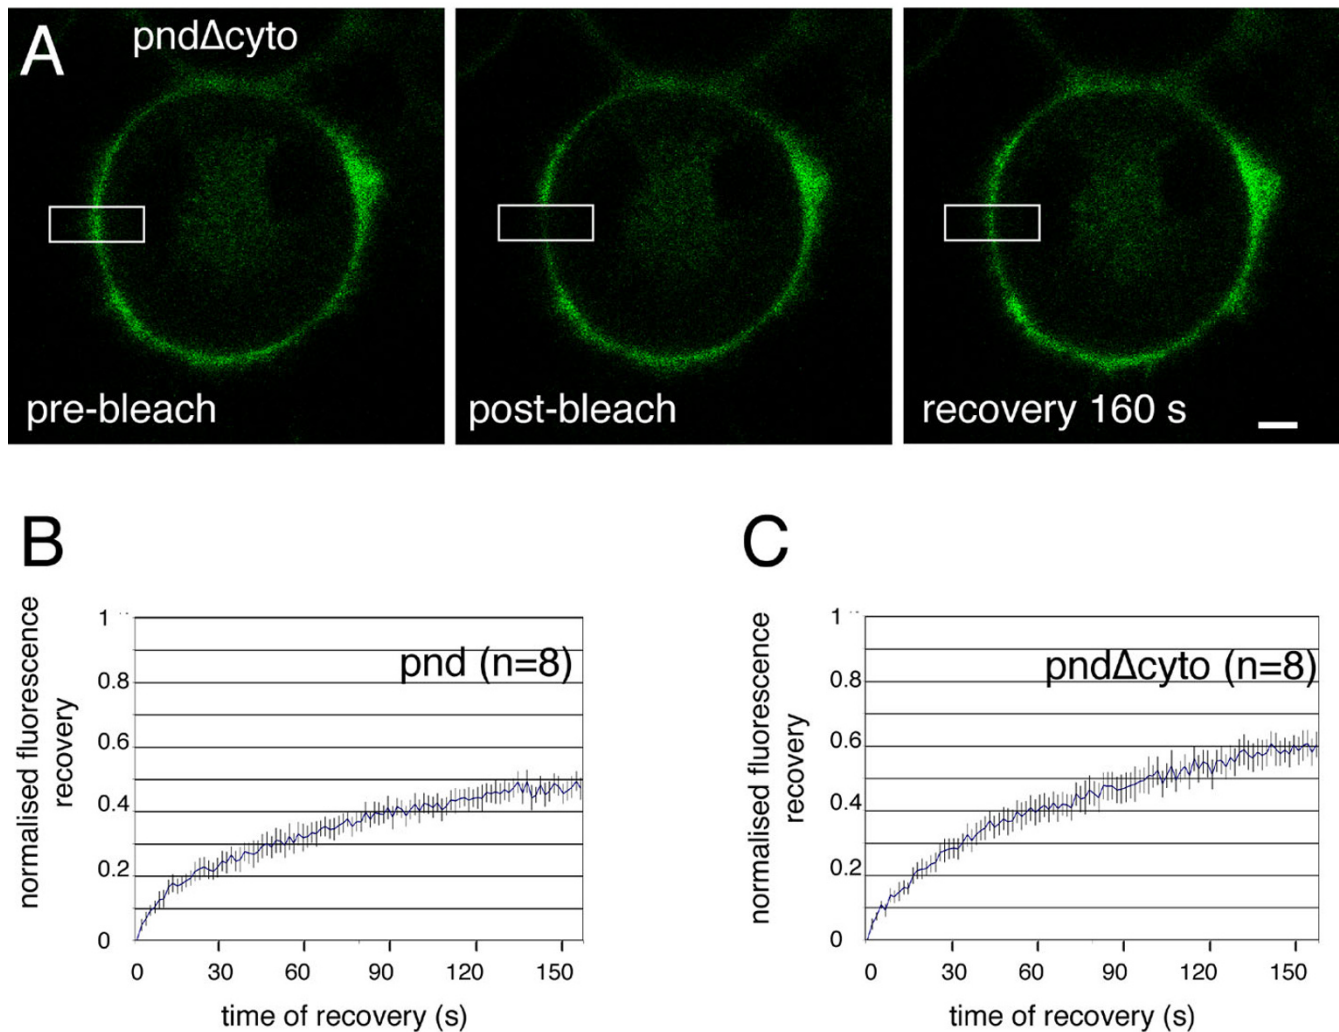 A
pndΔcyto
pre-bleach
post-bleach
recovery 160 s
B
normalised fluorescence
recovery
1
0.8
0.6
0.4
0.2
0
pnd (n=8)
0 30 60 90 120 150
time of recovery (s)
C
normalised fluorescence
recovery
1
0.8
0.6
0.4
0.2
0
pndΔcyto (n=8)
0 30 60 90 120 150
time of recovery (s)